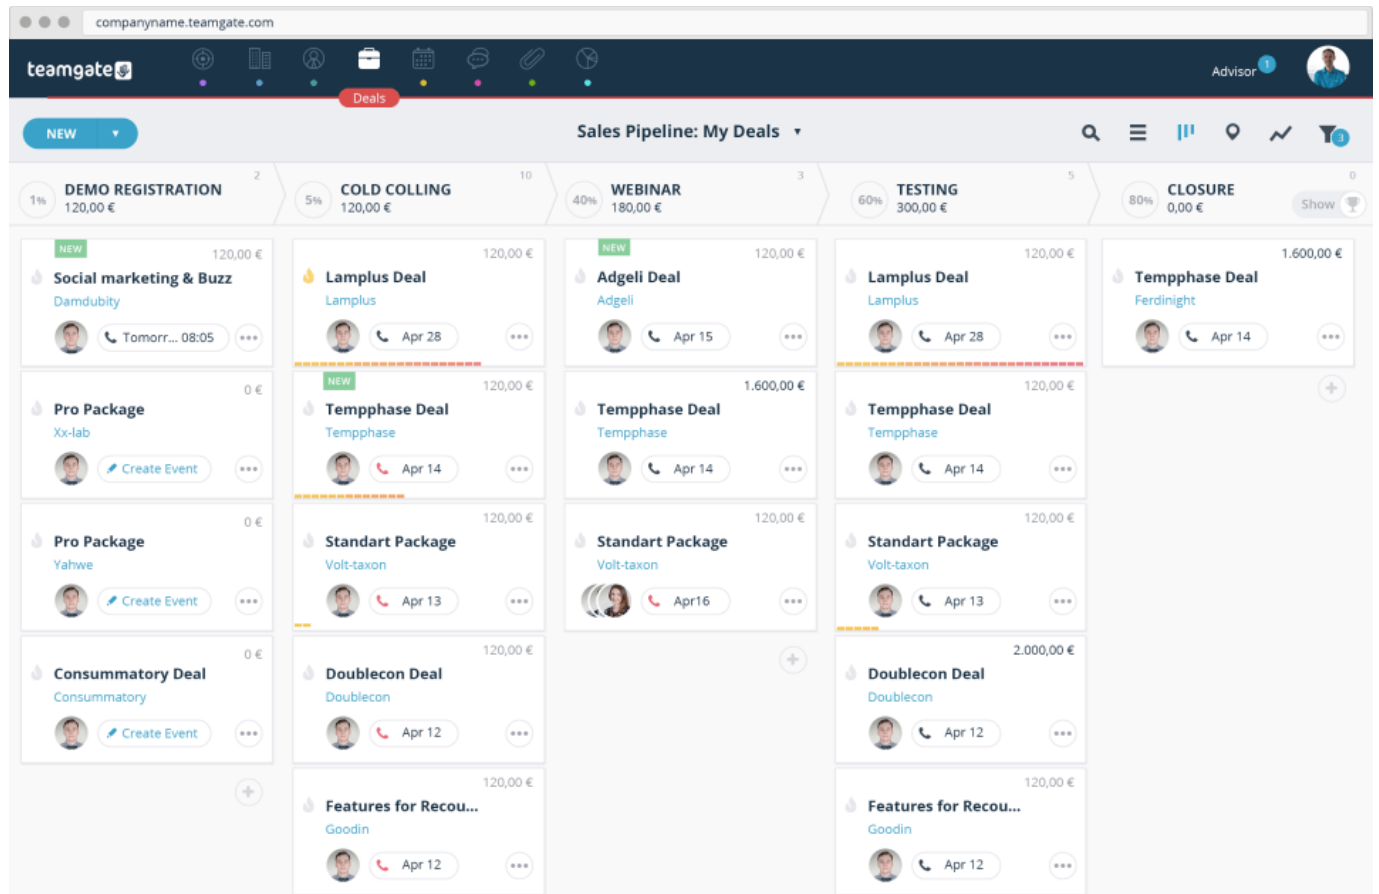 companyname.teamgate.com
teamgate
Advisor 1
Deals
NEW
Sales Pipeline: My Deals
3
1%
DEMO REGISTRATION
120,00 €
2
5%
COLD COLLING
120,00 €
10
40%
WEBINAR
180,00 €
3
60%
TESTING
300,00 €
5
80%
CLOSURE
0,00 €
0
Show
NEW
120,00 €
Social marketing & Buzz
Damdubity
Tomorr... 08:05
0 €
Pro Package
Xx-lab
Create Event
0 €
Pro Package
Yahwe
Create Event
0 €
Consummatory Deal
Consummatory
Create Event
120,00 €
Lamplus Deal
Lamplus
Apr 28
NEW
120,00 €
Tempphase Deal
Tempphase
Apr 14
120,00 €
Standart Package
Volt-taxon
Apr 13
120,00 €
Doublecon Deal
Doublecon
Apr 12
120,00 €
Features for Recou...
Goodin
Apr 12
NEW
120,00 €
Adgeli Deal
Adgeli
Apr 15
1.600,00 €
Tempphase Deal
Tempphase
Apr 14
120,00 €
Standart Package
Volt-taxon
Apr16
120,00 €
Lamplus Deal
Lamplus
Apr 28
120,00 €
Tempphase Deal
Tempphase
Apr 14
120,00 €
Standart Package
Volt-taxon
Apr 13
2.000,00 €
Doublecon Deal
Doublecon
Apr 12
120,00 €
Features for Recou...
Goodin
Apr 12
1.600,00 €
Tempphase Deal
Ferdinight
Apr 14